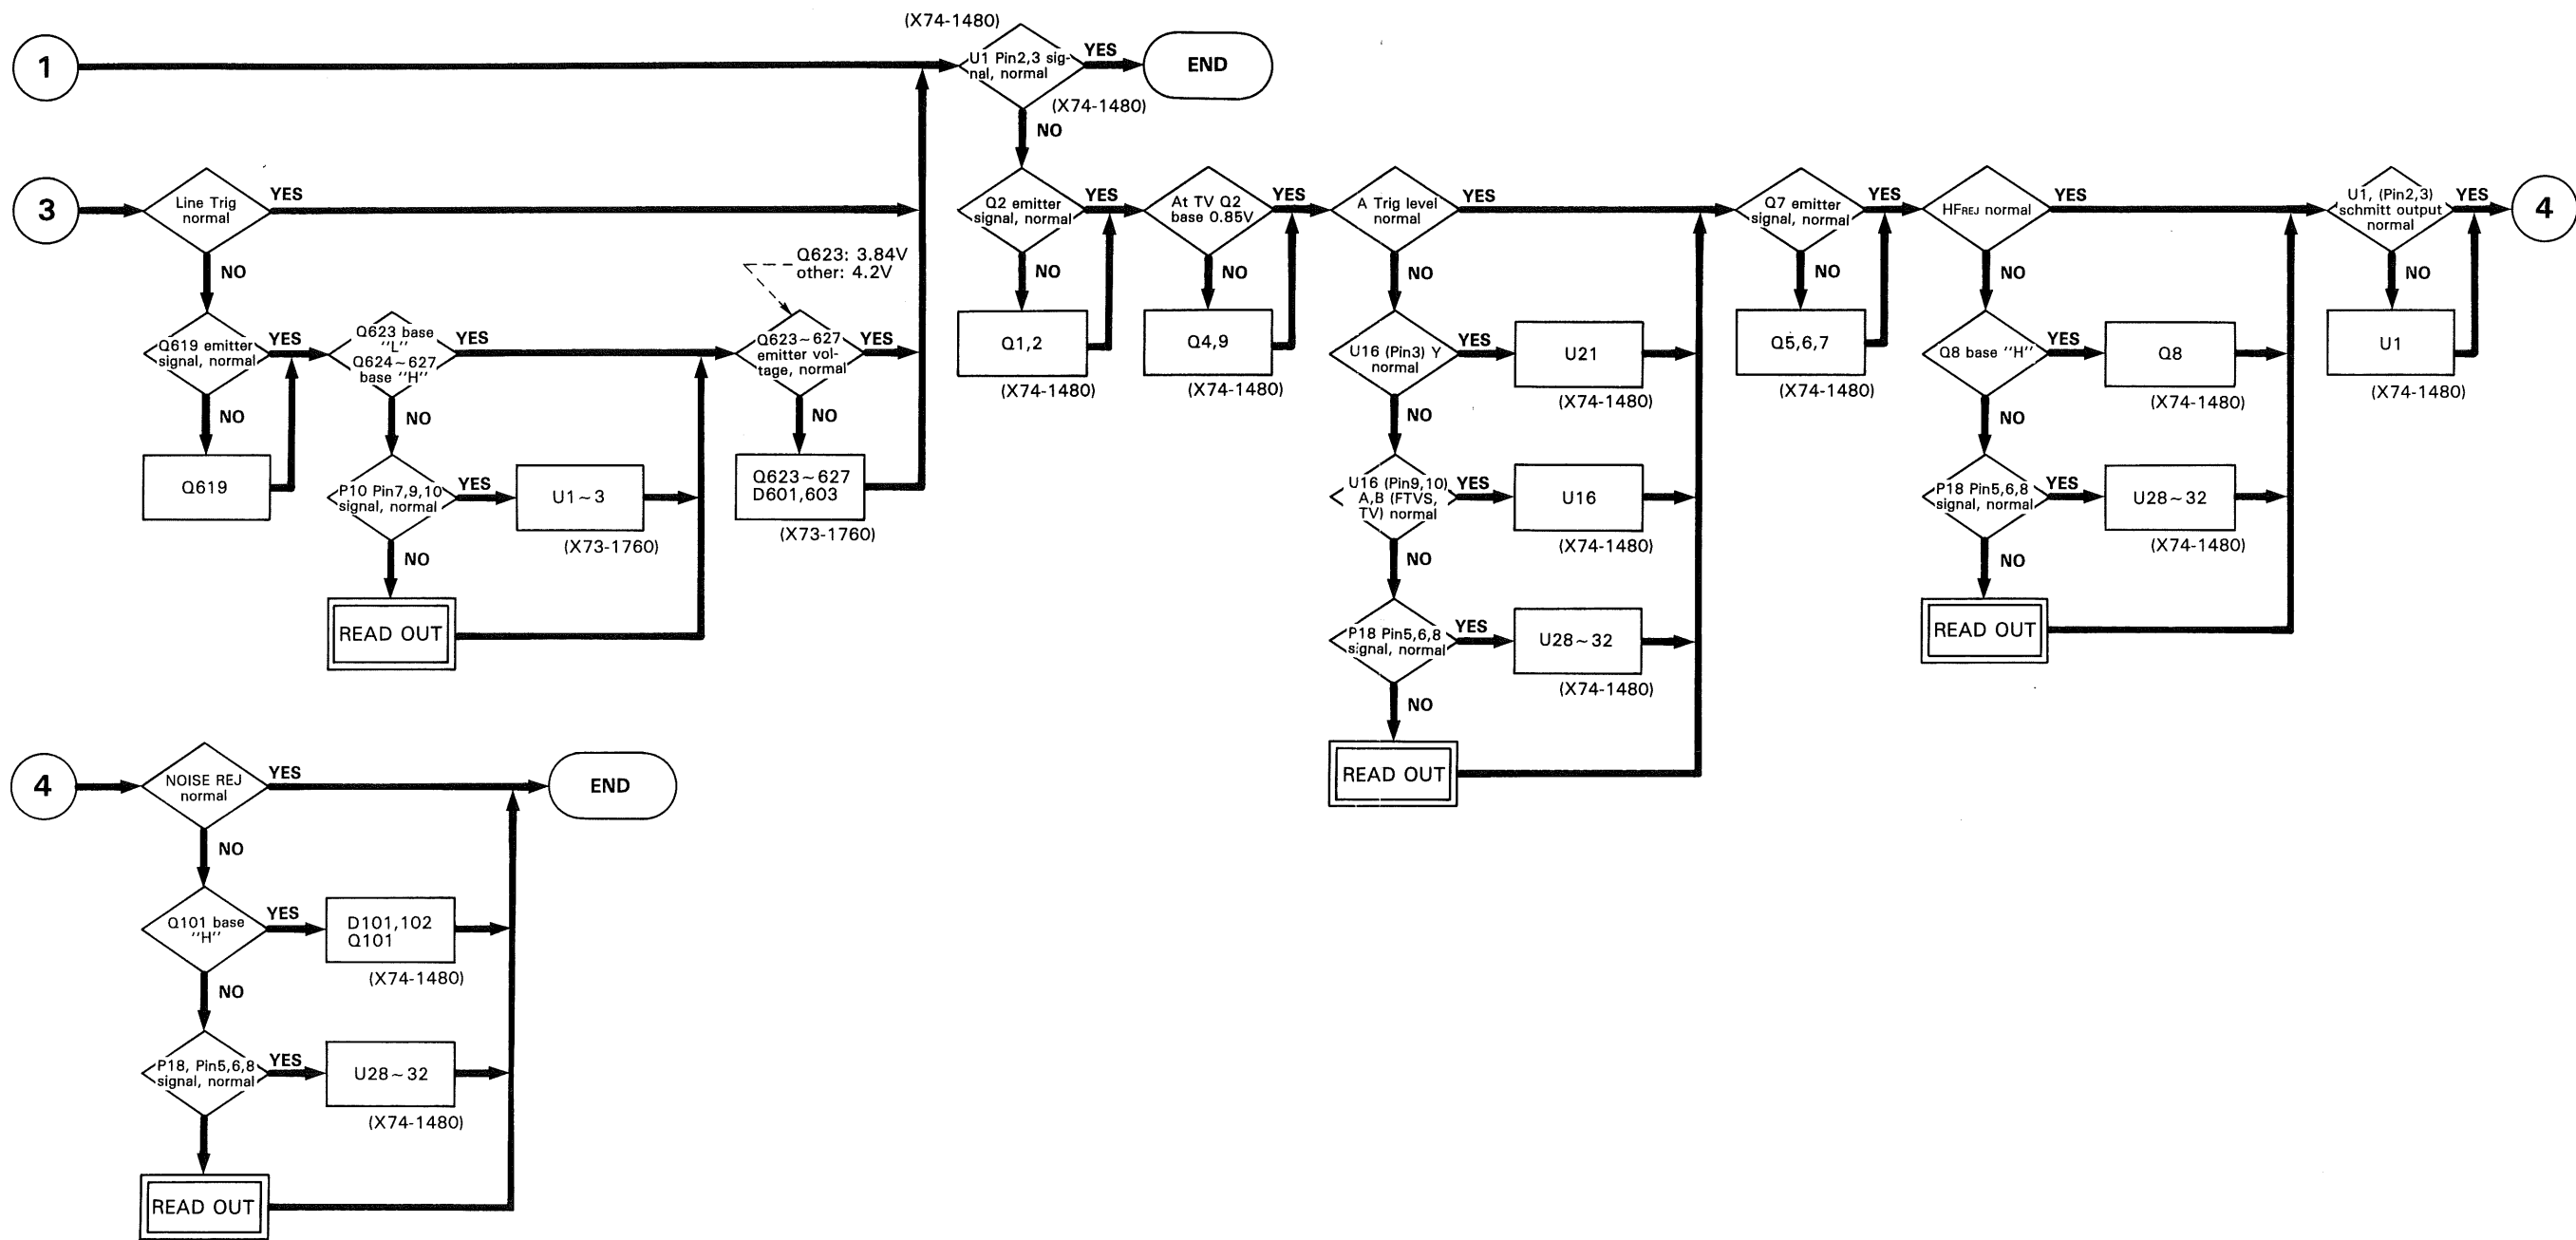 (X74-1480)
1
U1 Pin2,3 sig-
nal, normal
YES
END
(X74-1480)
NO
3
Line Trig
normal
YES
NO
Q619 emitter
signal, normal
YES
NO
Q619
Q623 base
"L"
Q624~627
base "H"
YES
NO
P10 Pin7,9,10
signal, normal
YES
U1~3
(X73-1760)
NO
READ OUT
Q623: 3.84V
other: 4.2V
Q623~627
emitter vol-
tage, normal
YES
NO
Q623~627
D601,603
(X73-1760)
Q2 emitter
signal, normal
YES
NO
Q1,2
(X74-1480)
At TV Q2
base 0.85V
YES
NO
Q4,9
(X74-1480)
A Trig level
normal
YES
NO
U16 (Pin3) Y
normal
YES
U21
(X74-1480)
NO
U16 (Pin9,10)
A,B (FTVS,
TV) normal
YES
U16
(X74-1480)
NO
P18 Pin5,6,8
signal, normal
YES
U28~32
(X74-1480)
NO
READ OUT
Q7 emitter
signal, normal
YES
NO
Q5,6,7
(X74-1480)
HFREJ normal
YES
NO
Q8 base "H"
YES
Q8
(X74-1480)
NO
P18 Pin5,6,8
signal, normal
YES
U28~32
(X74-1480)
NO
READ OUT
U1, (Pin2,3)
schmitt output
normal
YES
4
NO
U1
(X74-1480)
4
NOISE REJ
normal
YES
END
NO
Q101 base
"H"
YES
D101,102
Q101
(X74-1480)
NO
P18, Pin5,6,8
signal, normal
YES
U28~32
(X74-1480)
READ OUT